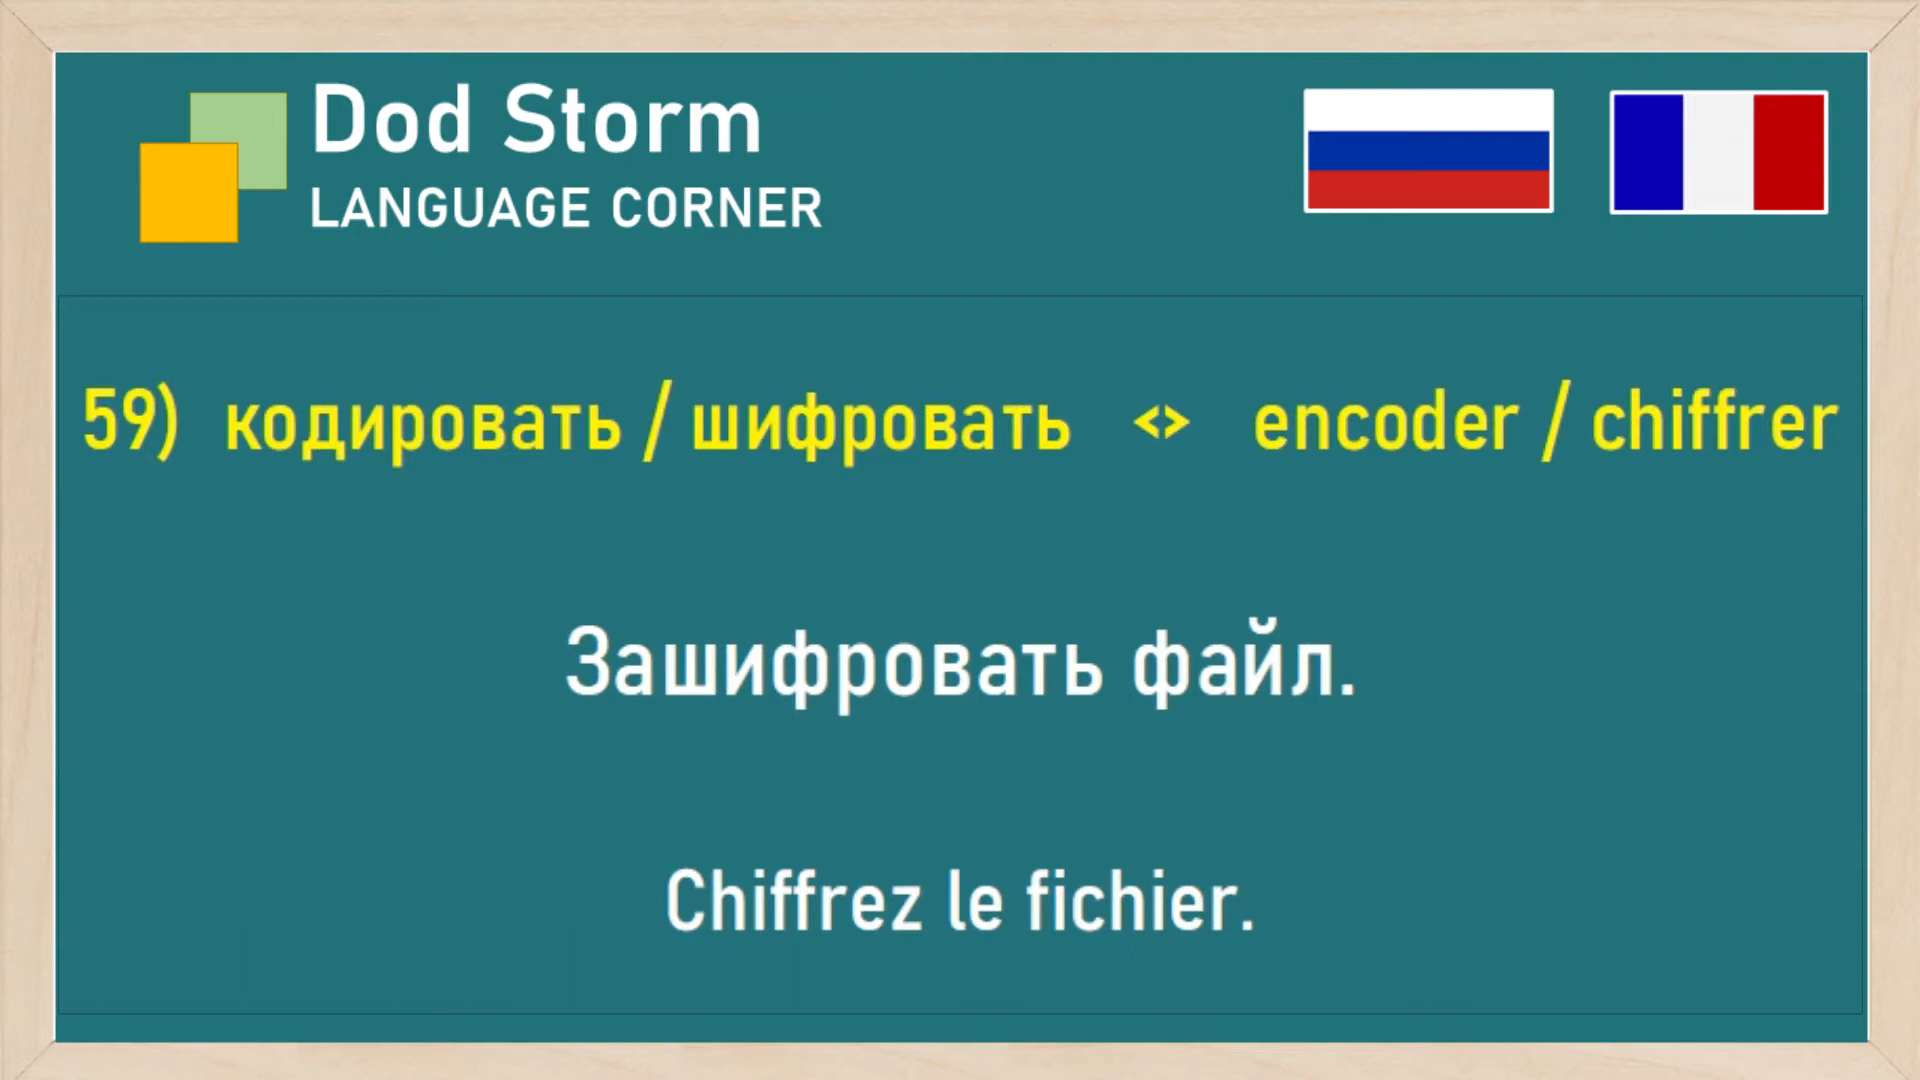 Dod Storm
LANGUAGE CORNER
59) кодировать / шифровать <> encoder / chiffrer
Зашифровать файл.
Chiffrez le fichier.